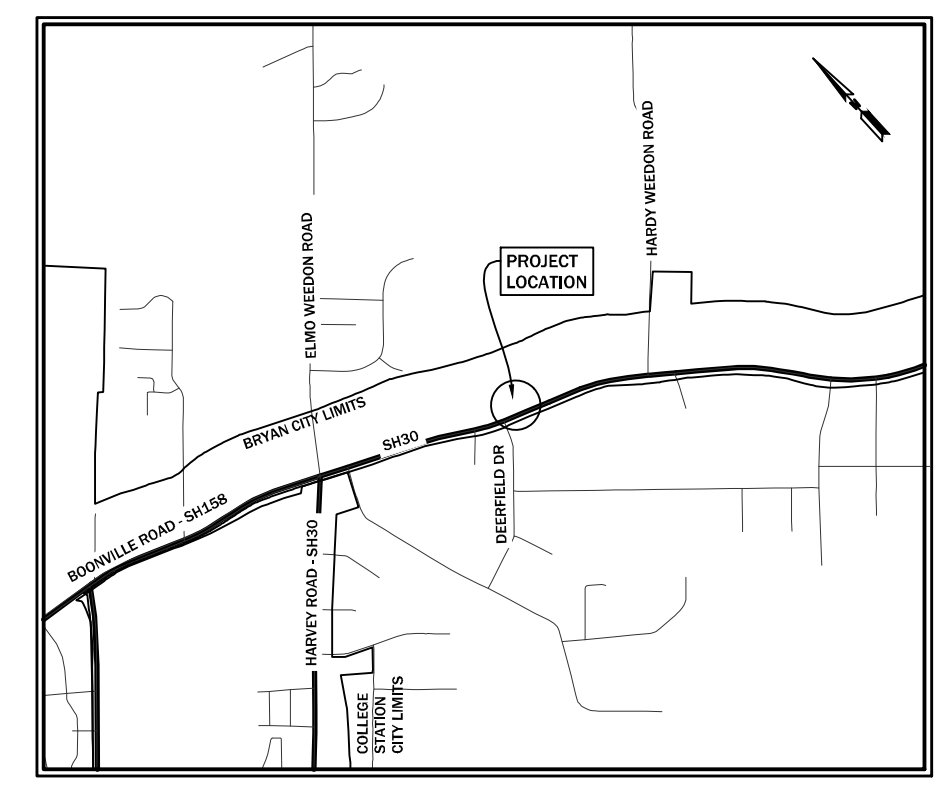 HARDY WEEDON ROAD
ELMO WEEDON ROAD
PROJECT
LOCATION
BRYAN CITY LIMITS
SH30
DEERFIELD DR
BOONVILLE ROAD - SH158
HARVEY ROAD - SH30
COLLEGE
STATION
CITY LIMITS